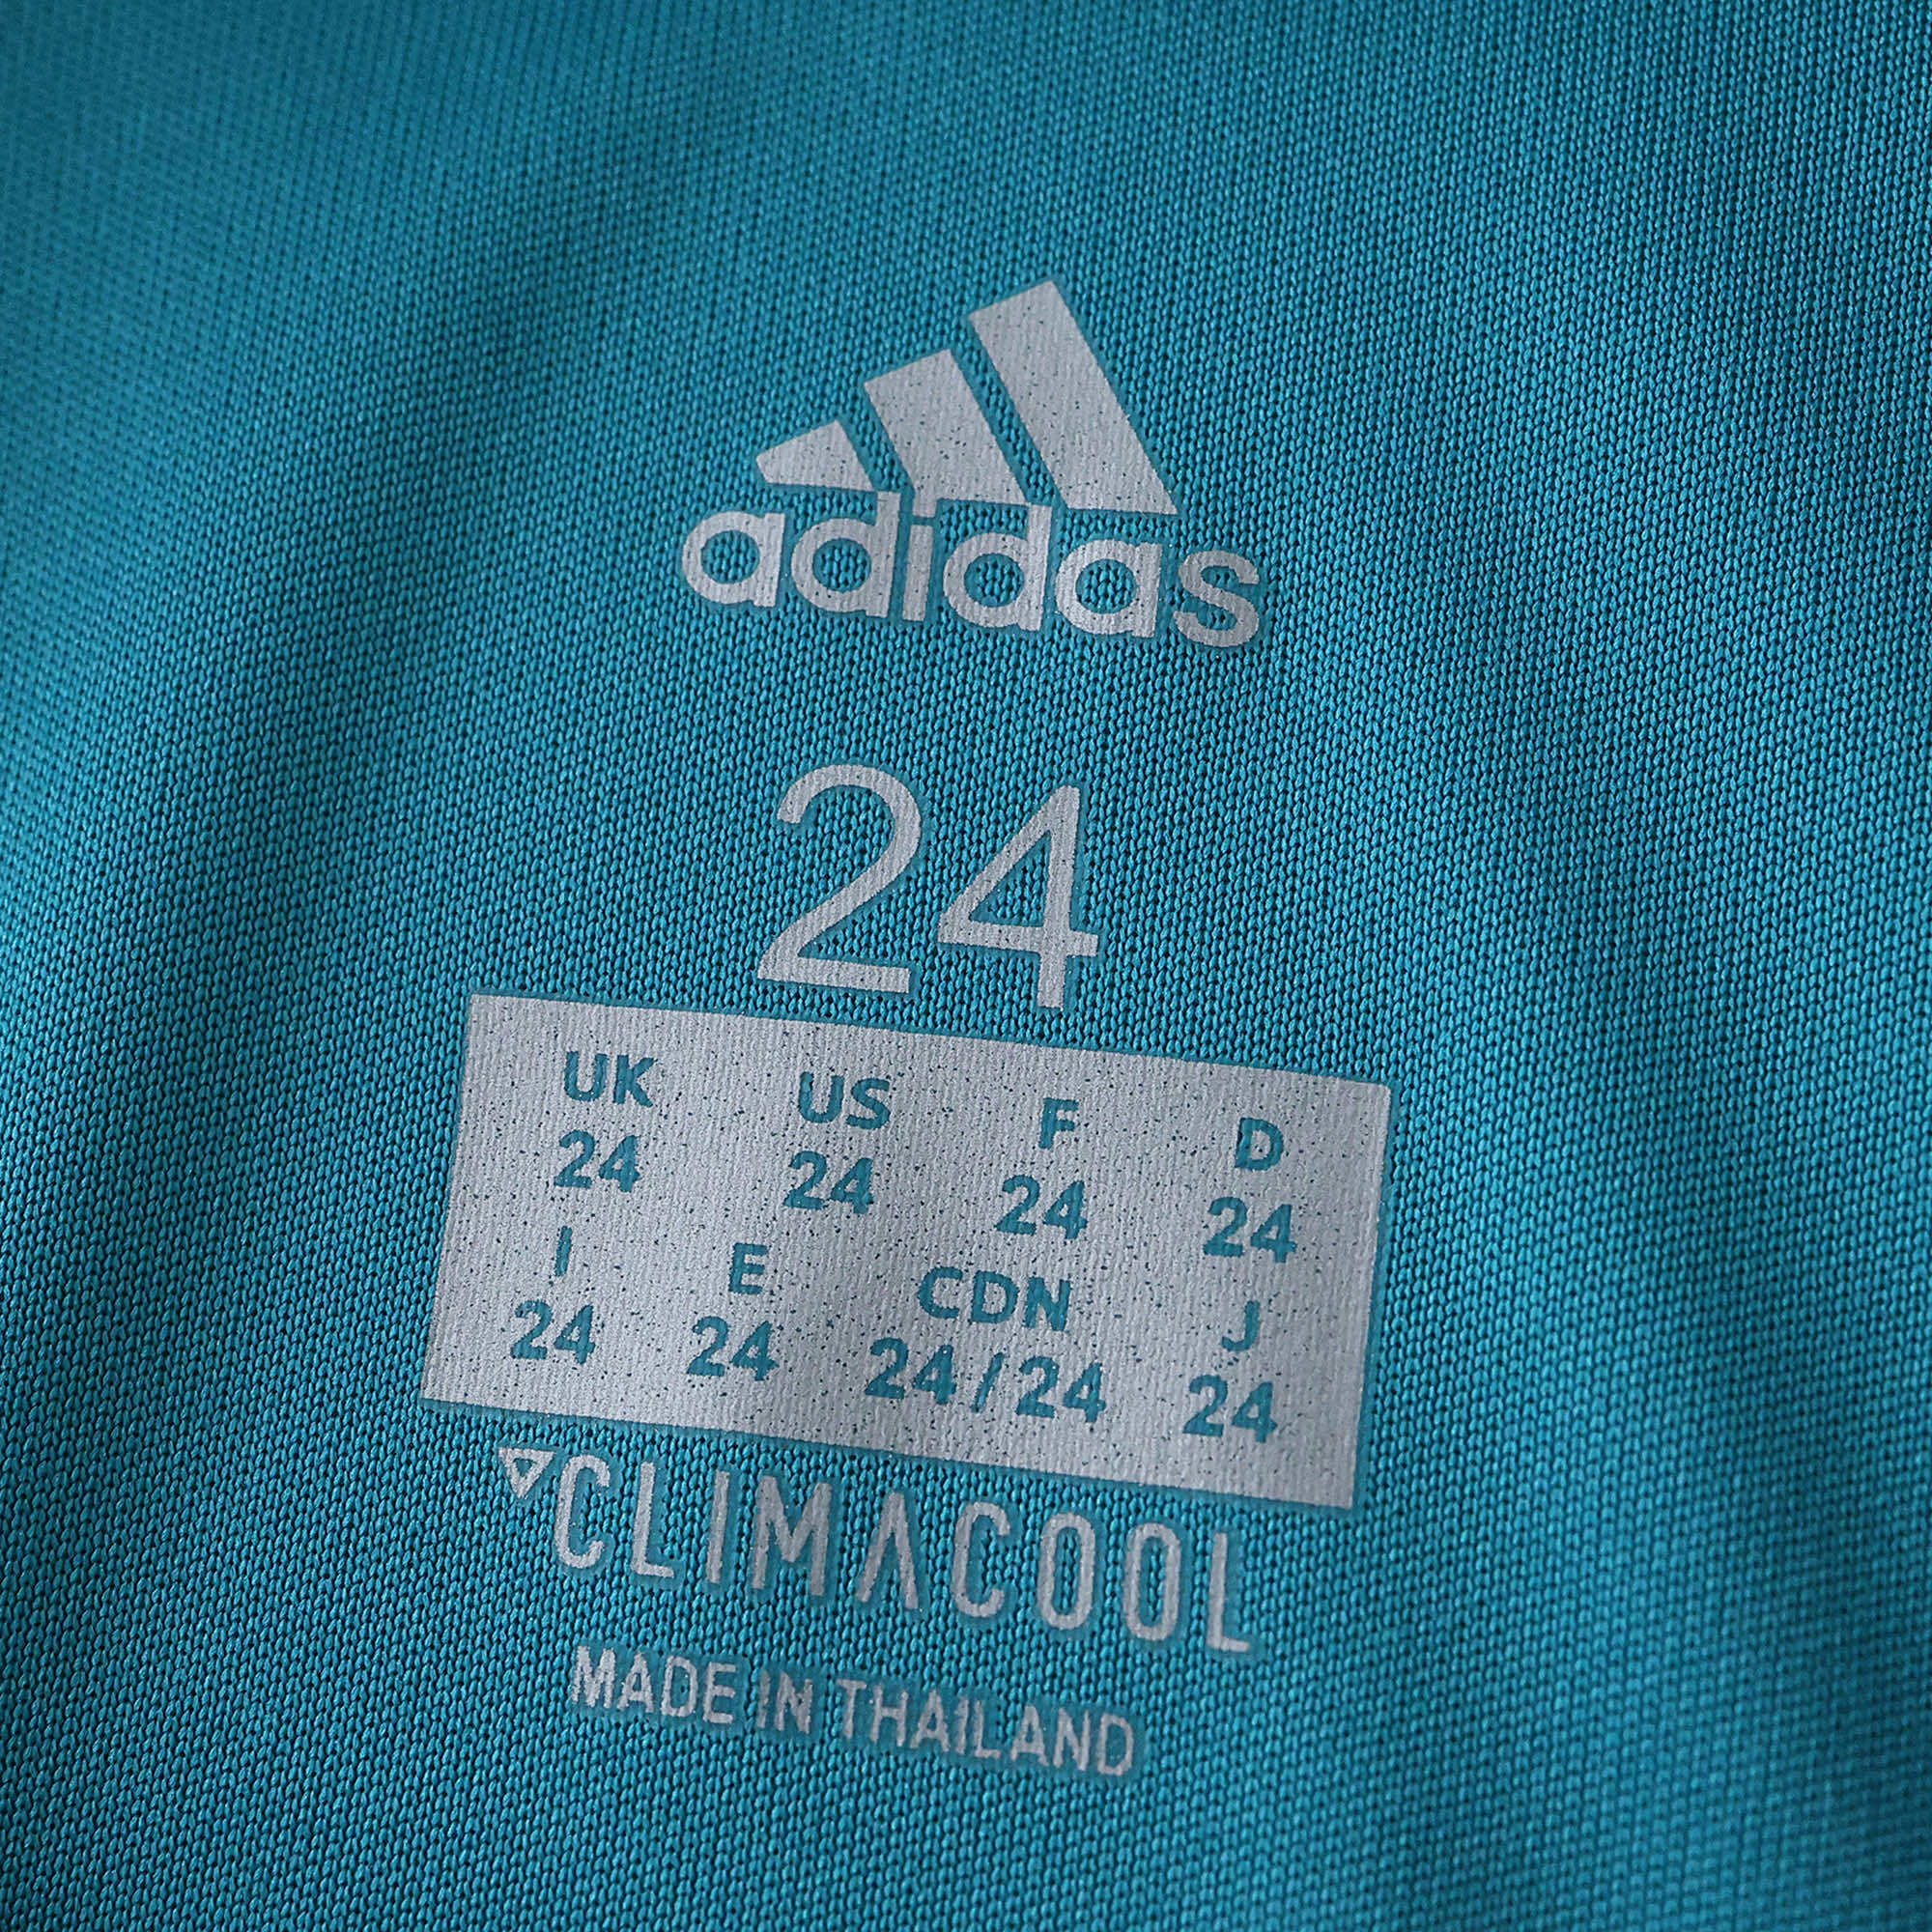 adidas
24
UK US F D
24 24 24 24
I E CDN J
24 24 24/24 24
CLIMACOOL
MADE IN THAILAND